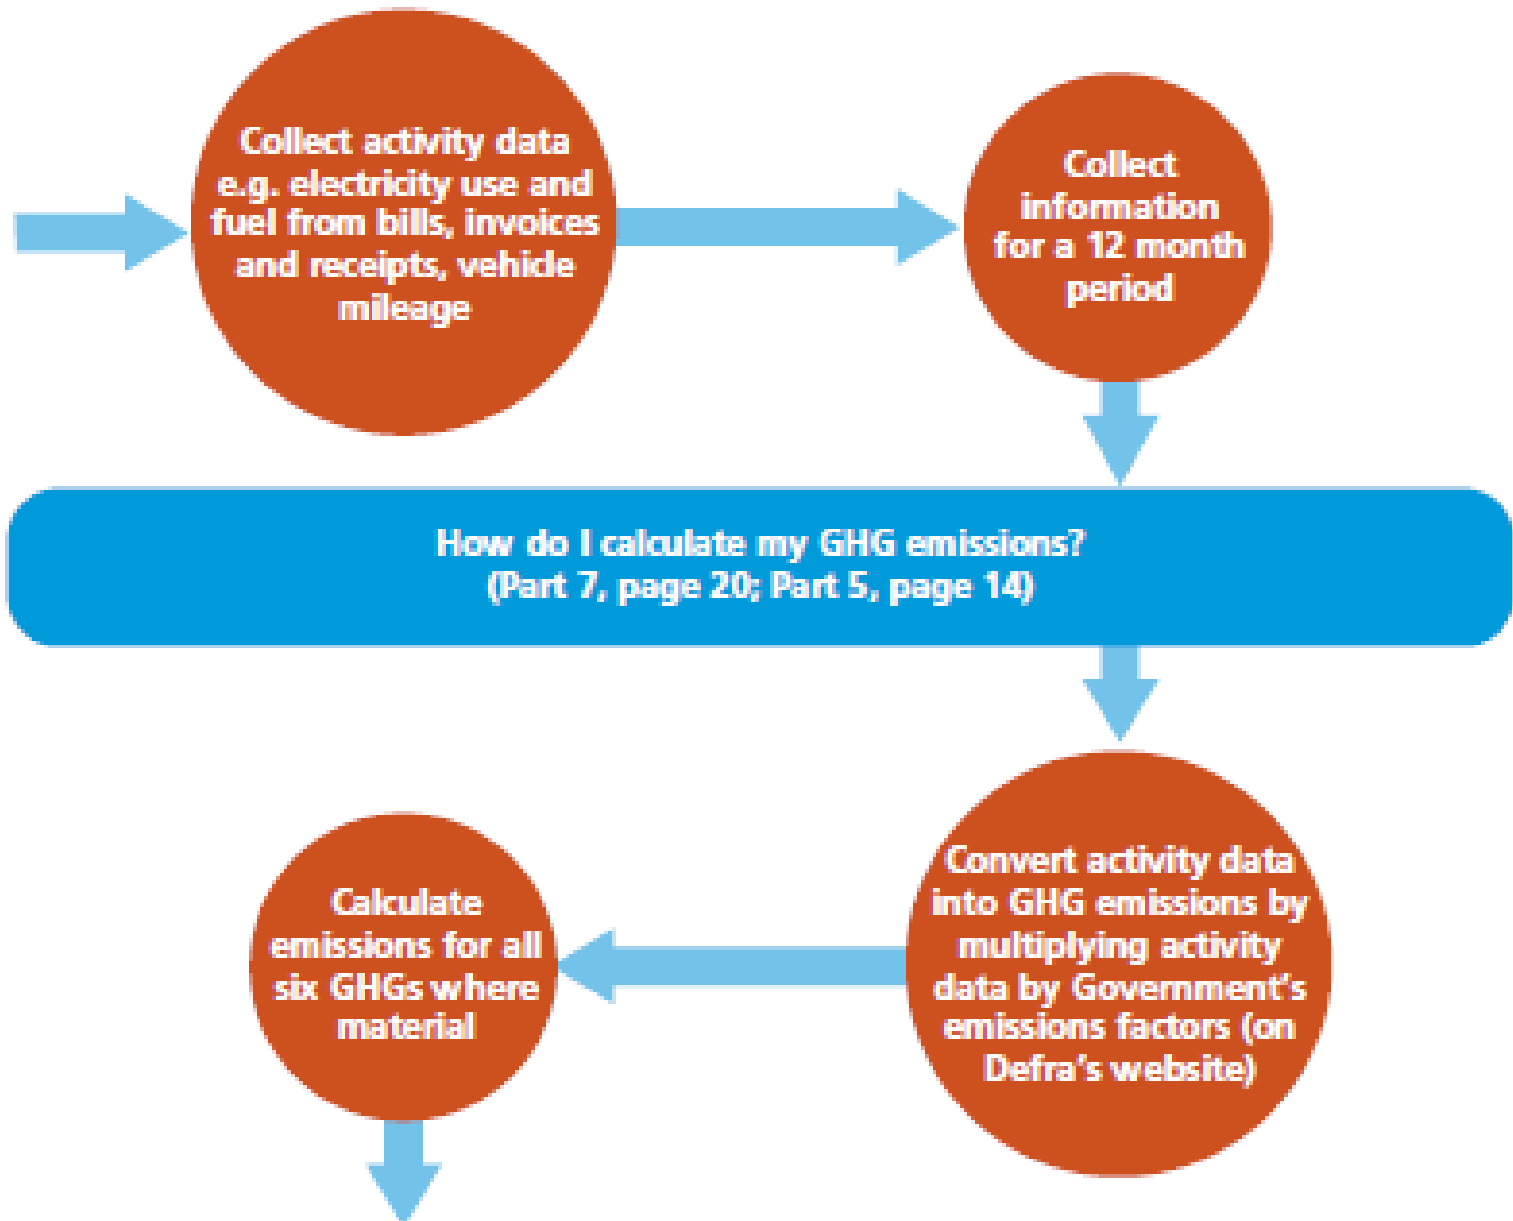 Collect activity data
e.g. electricity use and
fuel from bills, invoices
and receipts, vehicle
mileage
Collect
information
for a 12 month
period
How do I calculate my GHG emissions?
(Part 7, page 20; Part 5, page 14)
Convert activity data
into GHG emissions by
multiplying activity
data by Government's
emissions factors (on
Defra's website)
Calculate
emissions for all
six GHGs where
material